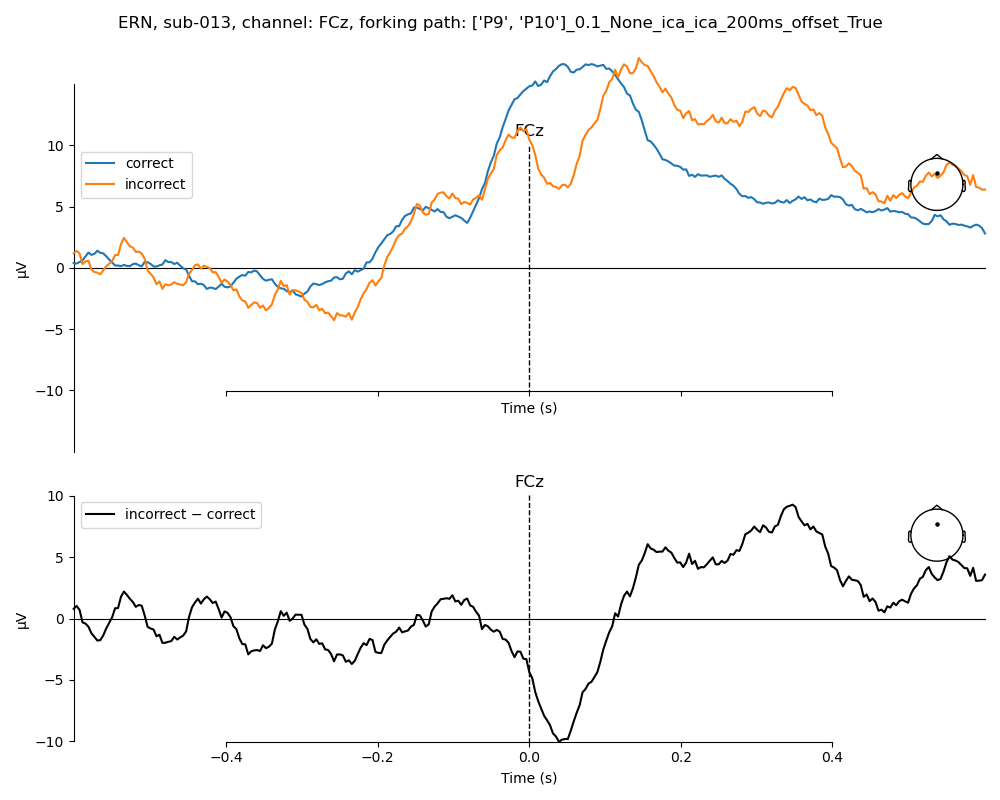 ERN, sub-013, channel: FCz, forking path: ['P9', 'P10']_0.1_None_ica_ica_200ms_offset_True
FCz
10
5
0
−5
−10
µV
correct
incorrect
Time (s)
FCz
10
5
0
−5
−10
µV
incorrect − correct
−0.4
−0.2
0.0
0.2
0.4
Time (s)